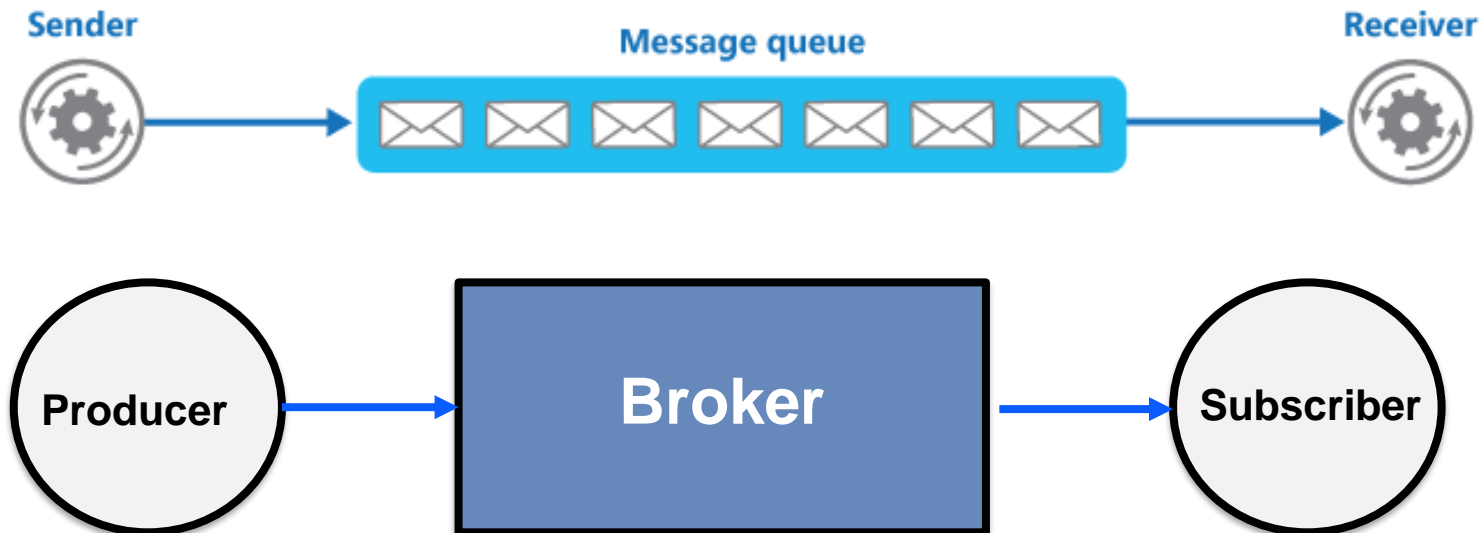 Sender
Message queue
Receiver
Producer
Broker
Subscriber